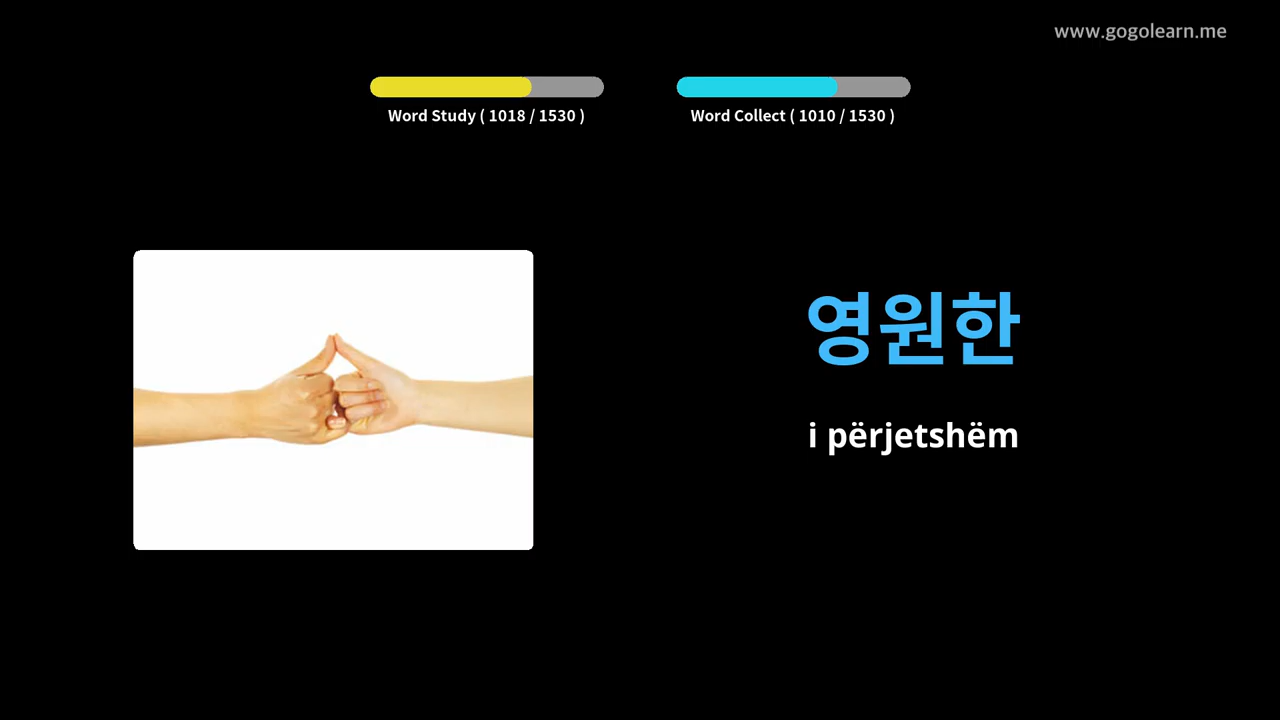 www.gogolearn.me
Word Study ( 1018 / 1530 )
Word Collect ( 1010 / 1530 )
영원한
i përjetshëm